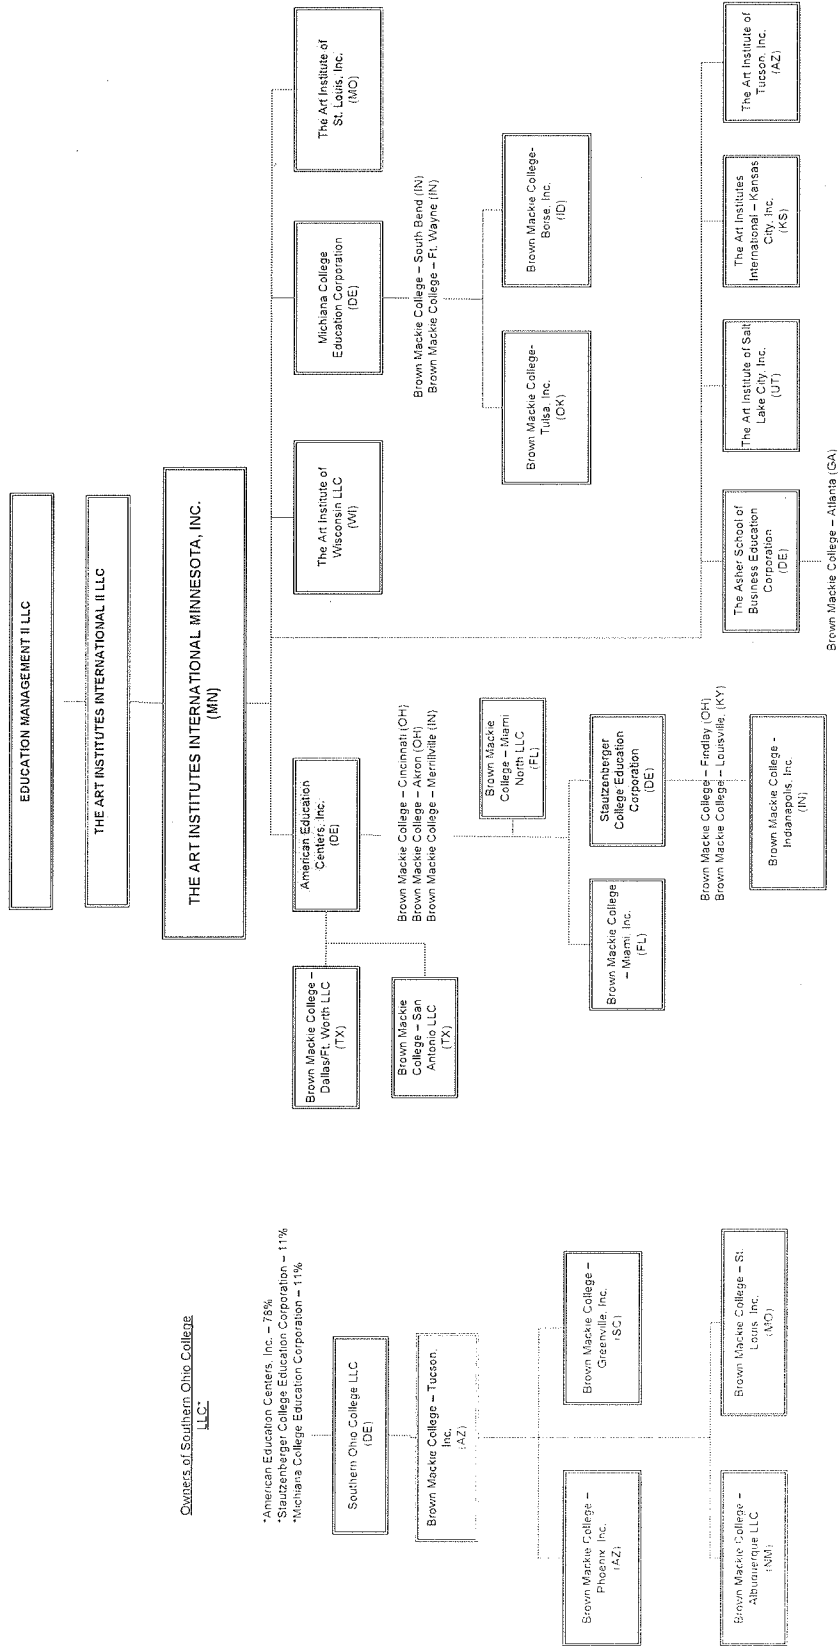 EDUCATION MANAGEMENT II LLC
THE ART INSTITUTES INTERNATIONAL II LLC
THE ART INSTITUTES INTERNATIONAL MINNESOTA, INC.
(MN)
Brown Mackie College –
Dallas/Ft. Worth LLC
(TX)
Brown Mackie
College – San
Antonio LLC
(TX)
American Education
Centers, Inc.
(DE)
Brown Mackie College – Cincinnati (OH)
Brown Mackie College – Akron (OH)
Brown Mackie College – Merrillville (IN)
Brown Mackie
College – Miami
North LLC
(FL)
Brown Mackie College
– Miami, Inc.
(FL)
Stautzenberger
College Education
Corporation
(DE)
Brown Mackie College – Findlay (OH)
Brown Mackie College – Louisville, (KY)
Brown Mackie College -
Indianapolis, Inc.
(IN)
The Art Institute of
Wisconsin LLC
(WI)
Michiana College
Education Corporation
(DE)
Brown Mackie College – South Bend (IN)
Brown Mackie College – Ft. Wayne (IN)
Brown Mackie College-
Tulsa, Inc.
(OK)
Brown Mackie College-
Boise, Inc.
(ID)
The Art Institute of
St. Louis, Inc.
(MO)
The Asher School of
Business Education
Corporation
(DE)
Brown Mackie College – Atlanta (GA)
The Art Institute of Salt
Lake City, Inc.
(UT)
The Art Institutes
International – Kansas
City, Inc.
(KS)
The Art Institute of
Tucson, Inc.
(AZ)
Owners of Southern Ohio College
LLC*
*American Education Centers, Inc. – 78%
*Stautzenberger College Education Corporation – 11%
*Michiana College Education Corporation – 11%
Southern Ohio College LLC
(DE)
Brown Mackie College – Tucson,
Inc.
(AZ)
Brown Mackie College –
Phoenix Inc.
(AZ)
Brown Mackie College –
Greenville, Inc.
(SC)
Brown Mackie College –
Albuquerque LLC
(NM)
Brown Mackie College – St.
Louis, Inc.
(MO)